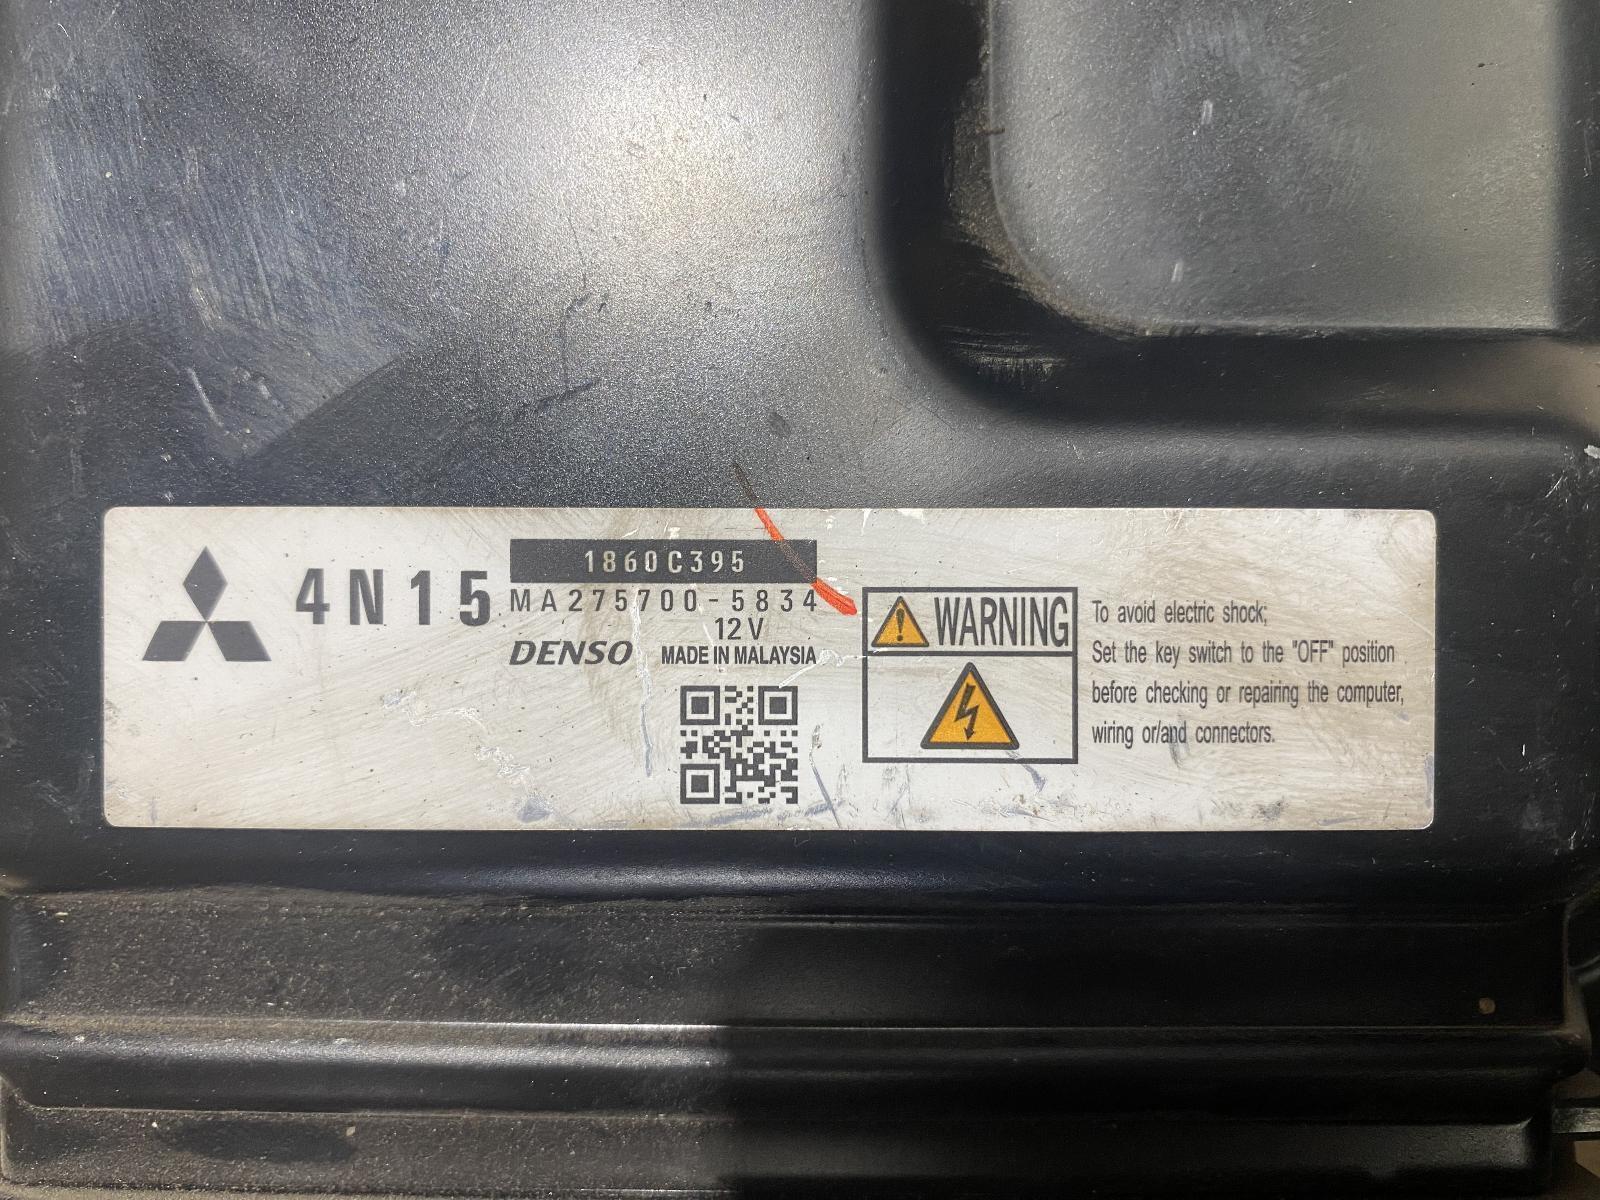 4N15
1860C395
MA275700-5834
12V
DENSO MADE IN MALAYSIA
WARNING
To avoid electric shock;
Set the key switch to the "OFF" position
before checking or repairing the computer,
wiring or/and connectors.